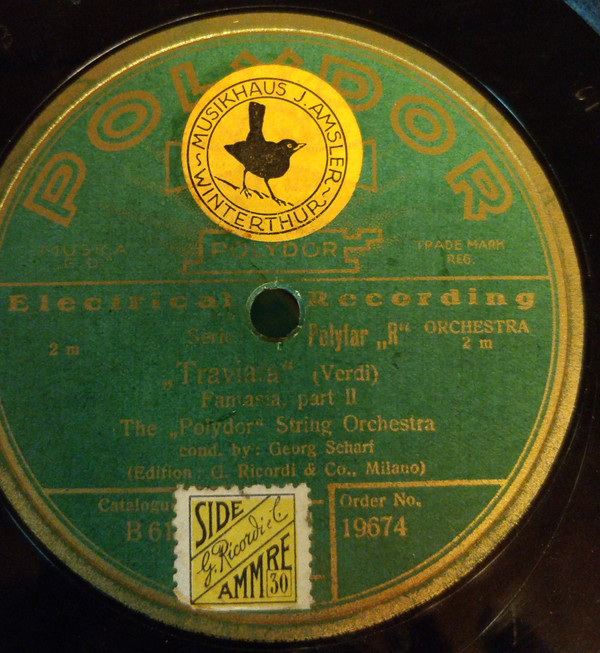 POLYDOR
MUSIKHAUS J. AMSLER
WINTERTHUR
POLYDOR
TRADE MARK
REG.
Electrical Recording
2 m
Polyfar „R“
ORCHESTRA
2 m
„Traviata“ (Verdi)
Fantasia, part II
The „Polydor“ String Orchestra
cond. by: Georg Scharf
(Edition: G. Ricordi & Co., Milano)
Catalogue
Order No.
B 61
19674
SIDE
G. Ricordi e C
AMMRE
30